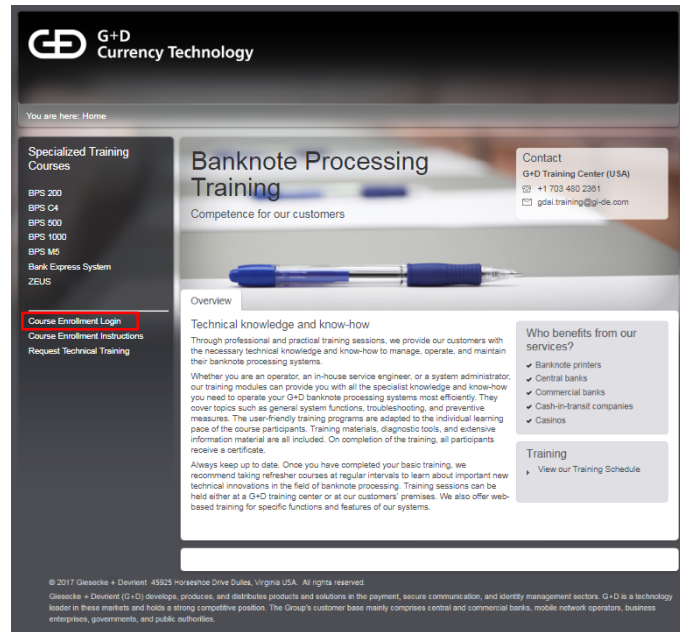 G+D
G+D
Currency Technology
You are here: Home
Specialized Training
Courses
BPS 200
BPS C4
BPS 500
BPS 1000
BPS M5
Bank Express System
ZEUS
Course Enrollment Login
Course Enrollment Instructions
Request Technical Training
Banknote Processing
Training
Competence for our customers
Contact
G+D Training Center (USA)
+1 703 480 2361
gdai.training@gi-de.com
Overview
Technical knowledge and know-how
Through professional and practical training sessions, we provide our customers with
the necessary technical knowledge and know-how to manage, operate, and maintain
their banknote processing systems.
Whether you are an operator, an in-house service engineer, or a system administrator,
our training modules can provide you with all the specialist knowledge and know-how
you need to operate your G+D banknote processing systems most efficiently. They
cover topics such as general system functions, troubleshooting, and preventive
measures. The user-friendly training programs are adapted to the individual learning
pace of the course participants. Training materials, diagnostic tools, and extensive
information material are all included. On completion of the training, all participants
receive a certificate.
Always keep up to date. Once you have completed your basic training, we
recommend taking refresher courses at regular intervals to learn about important new
technical innovations in the field of banknote processing. Training sessions can be
held either at a G+D training center or at our customers' premises. We also offer web-
based training for specific functions and features of our systems.
Who benefits from our
services?
Banknote printers
Central banks
Commercial banks
Cash-in-transit companies
Casinos
Training
View our Training Schedule
© 2017 Giesecke + Devrient 45925 Horseshoe Drive Dulles, Virginia USA. All rights reserved.
Giesecke + Devrient (G+D) develops, produces, and distributes products and solutions in the payment, secure communication, and identity management sectors. G+D is a technology
leader in these markets and holds a strong competitive position. The Group's customer base mainly comprises central and commercial banks, mobile network operators, business
enterprises, governments, and public authorities.